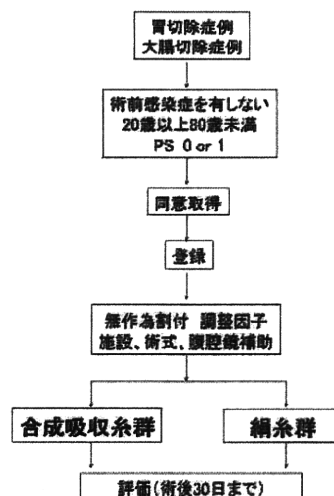 胃切除症例
大腸切除症例
術前感染症を有しない
20歳以上80歳未満
PS 0 or 1
同意取得
登録
無作為割付 調整因子
施設、術式、腹腔鏡補助
合成吸収糸群
絹糸群
評価(術後30日まで)